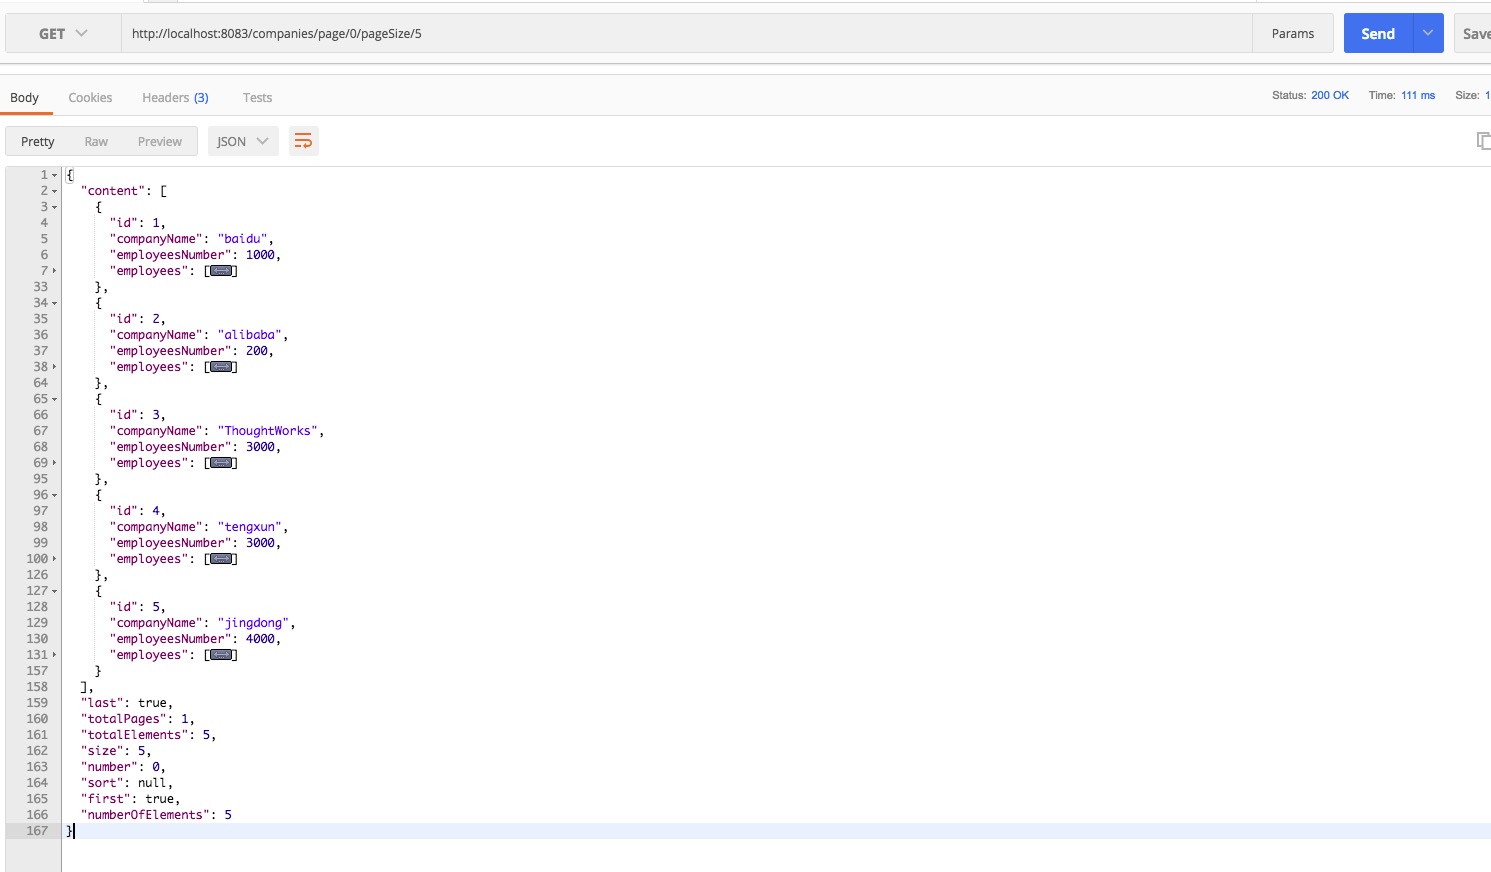 GET http://localhost:8083/companies/page/0/pageSize/5 Params Send Save
Body Cookies Headers (3) Tests Status: 200 OK Time: 111 ms Size: 1
Pretty Raw Preview JSON
1 {
2 "content": [
3 {
4 "id": 1,
5 "companyName": "baidu",
6 "employeesNumber": 1000,
7 "employees": []
33 },
34 {
35 "id": 2,
36 "companyName": "alibaba",
37 "employeesNumber": 200,
38 "employees": []
64 },
65 {
66 "id": 3,
67 "companyName": "ThoughtWorks",
68 "employeesNumber": 3000,
69 "employees": []
95 },
96 {
97 "id": 4,
98 "companyName": "tengxun",
99 "employeesNumber": 3000,
100 "employees": []
126 },
127 {
128 "id": 5,
129 "companyName": "jingdong",
130 "employeesNumber": 4000,
131 "employees": []
157 }
158 ],
159 "last": true,
160 "totalPages": 1,
161 "totalElements": 5,
162 "size": 5,
163 "number": 0,
164 "sort": null,
165 "first": true,
166 "numberOfElements": 5
167 }